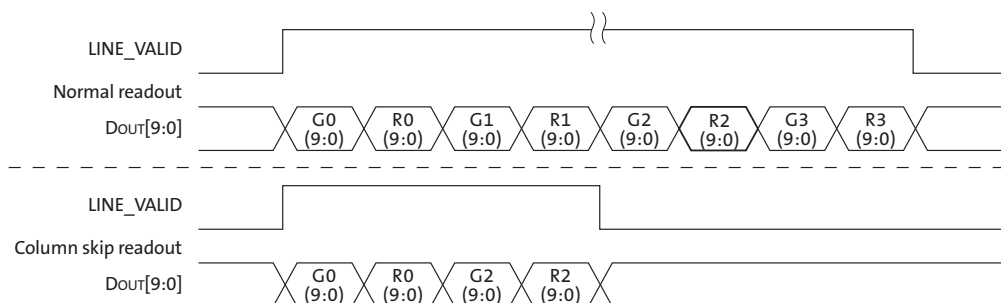 LINE_VALID
Normal readout
DOUT[9:0]
G0 R0 G1 R1 G2 R2 G3 R3
(9:0) (9:0) (9:0) (9:0) (9:0) (9:0) (9:0) (9:0)
LINE_VALID
Column skip readout
DOUT[9:0]
G0 R0 G2 R2
(9:0) (9:0) (9:0) (9:0)